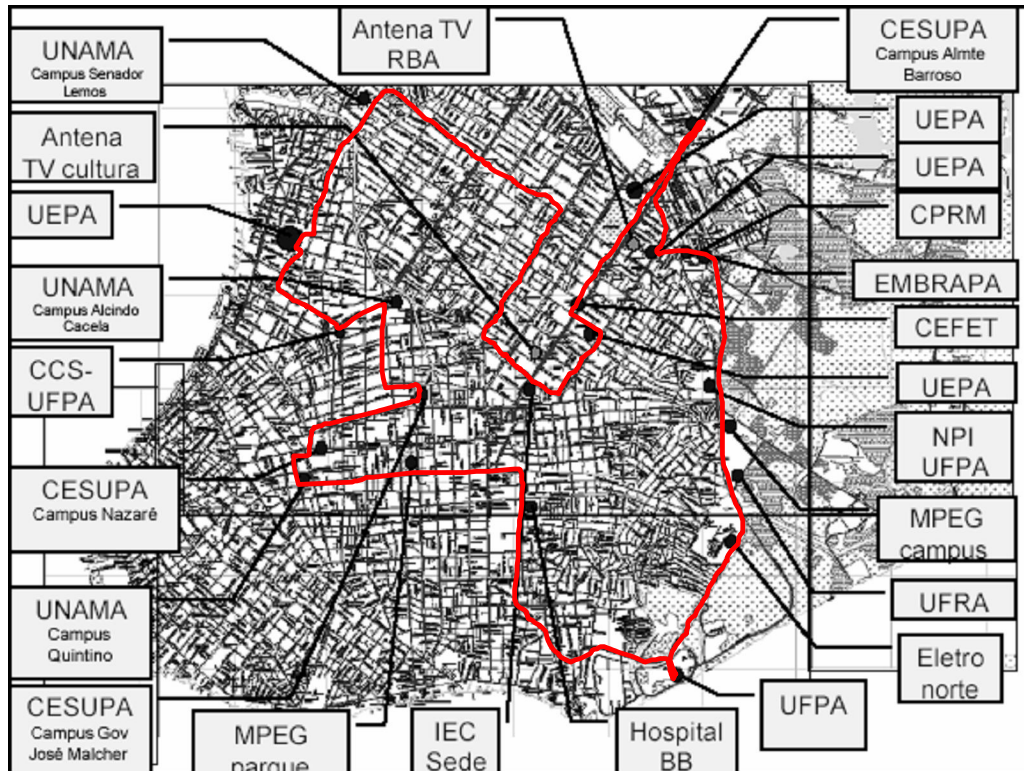 Antena TV
RBA
CESUPA
Campus Almte
Barroso
UNAMA
Campus Senador
Lemos
Antena
TV cultura
UEPA
UNAMA
Campus Alcindo
Cacela
CCS-
UFPA
CESUPA
Campus Nazaré
UNAMA
Campus
Quintino
CESUPA
Campus Gov
José Malcher
MPEG
parque
IEC
Sede
Hospital
BB
UFPA
UEPA
UEPA
CPRM
EMBRAPA
CEFET
UEPA
NPI
UFPA
MPEG
campus
UFRA
Eletro
norte